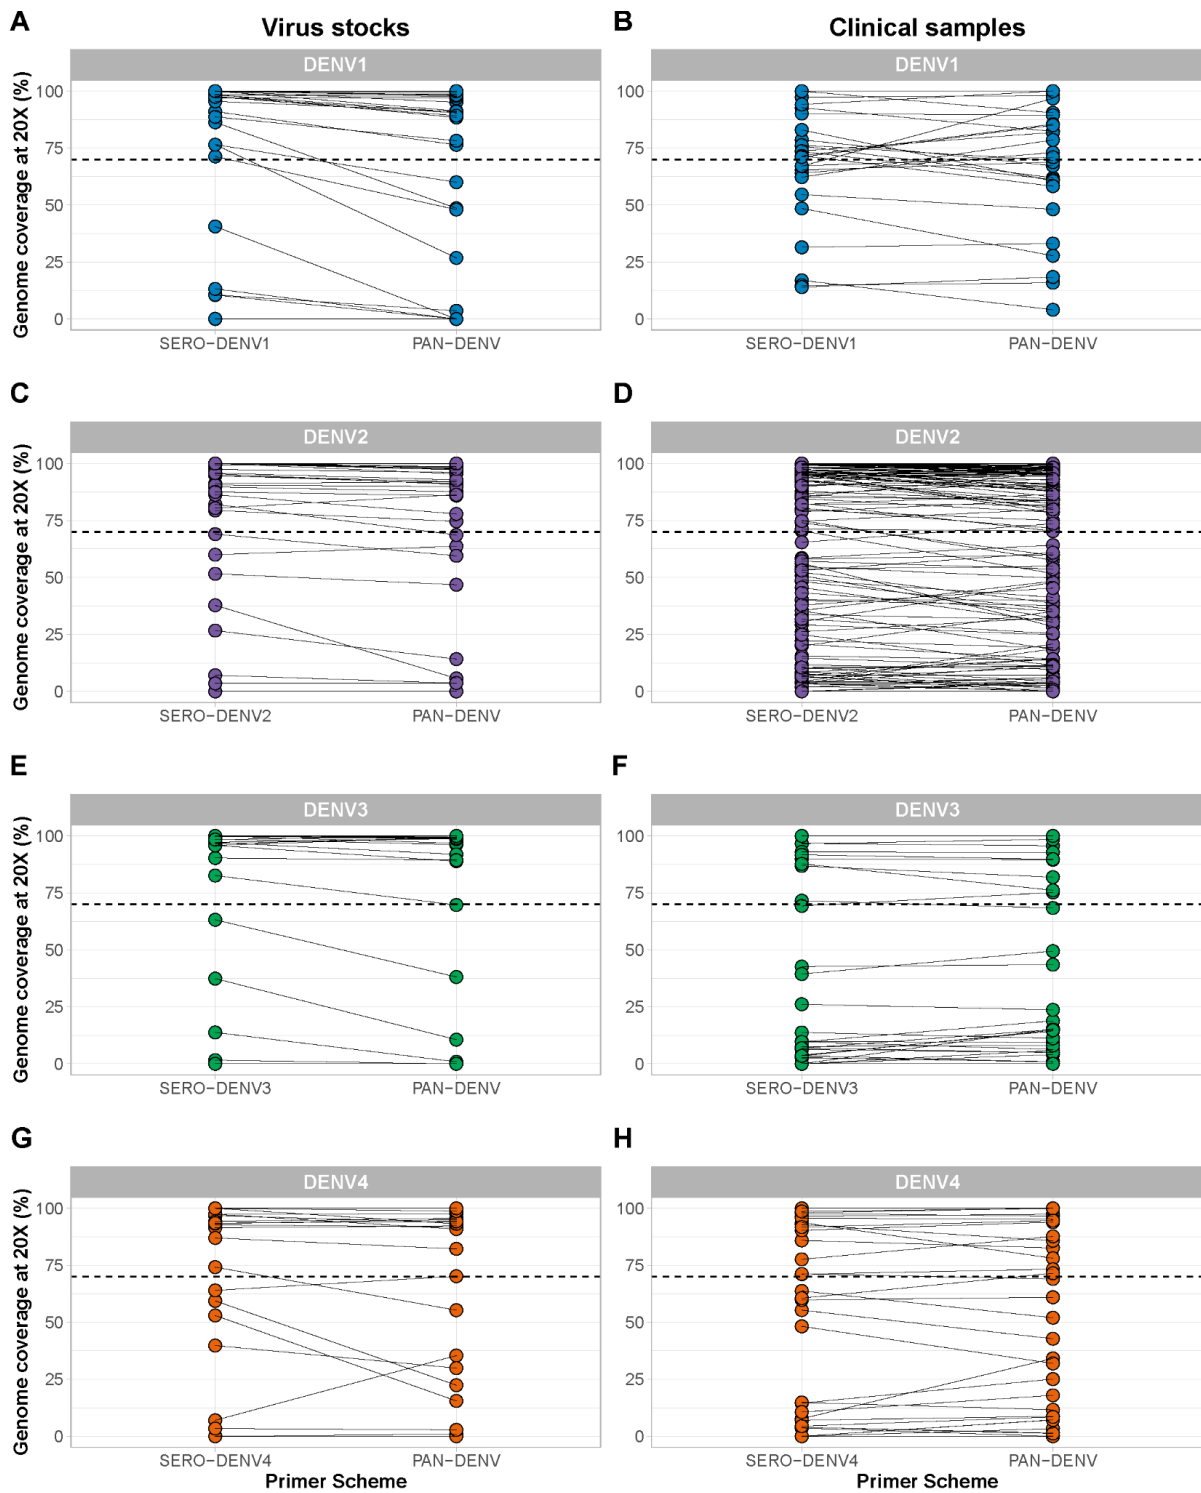 A
Virus stocks
B
Clinical samples
DENV1
DENV1
Genome coverage at 20X (%)
100
75
50
25
0
100
75
50
25
0
SERO-DENV1
PAN-DENV
SERO-DENV1
PAN-DENV
C
D
DENV2
DENV2
Genome coverage at 20X (%)
100
75
50
25
0
100
75
50
25
0
SERO-DENV2
PAN-DENV
SERO-DENV2
PAN-DENV
E
F
DENV3
DENV3
Genome coverage at 20X (%)
100
75
50
25
0
100
75
50
25
0
SERO-DENV3
PAN-DENV
SERO-DENV3
PAN-DENV
G
H
DENV4
DENV4
Genome coverage at 20X (%)
100
75
50
25
0
100
75
50
25
0
SERO-DENV4
PAN-DENV
SERO-DENV4
PAN-DENV
Primer Scheme
Primer Scheme